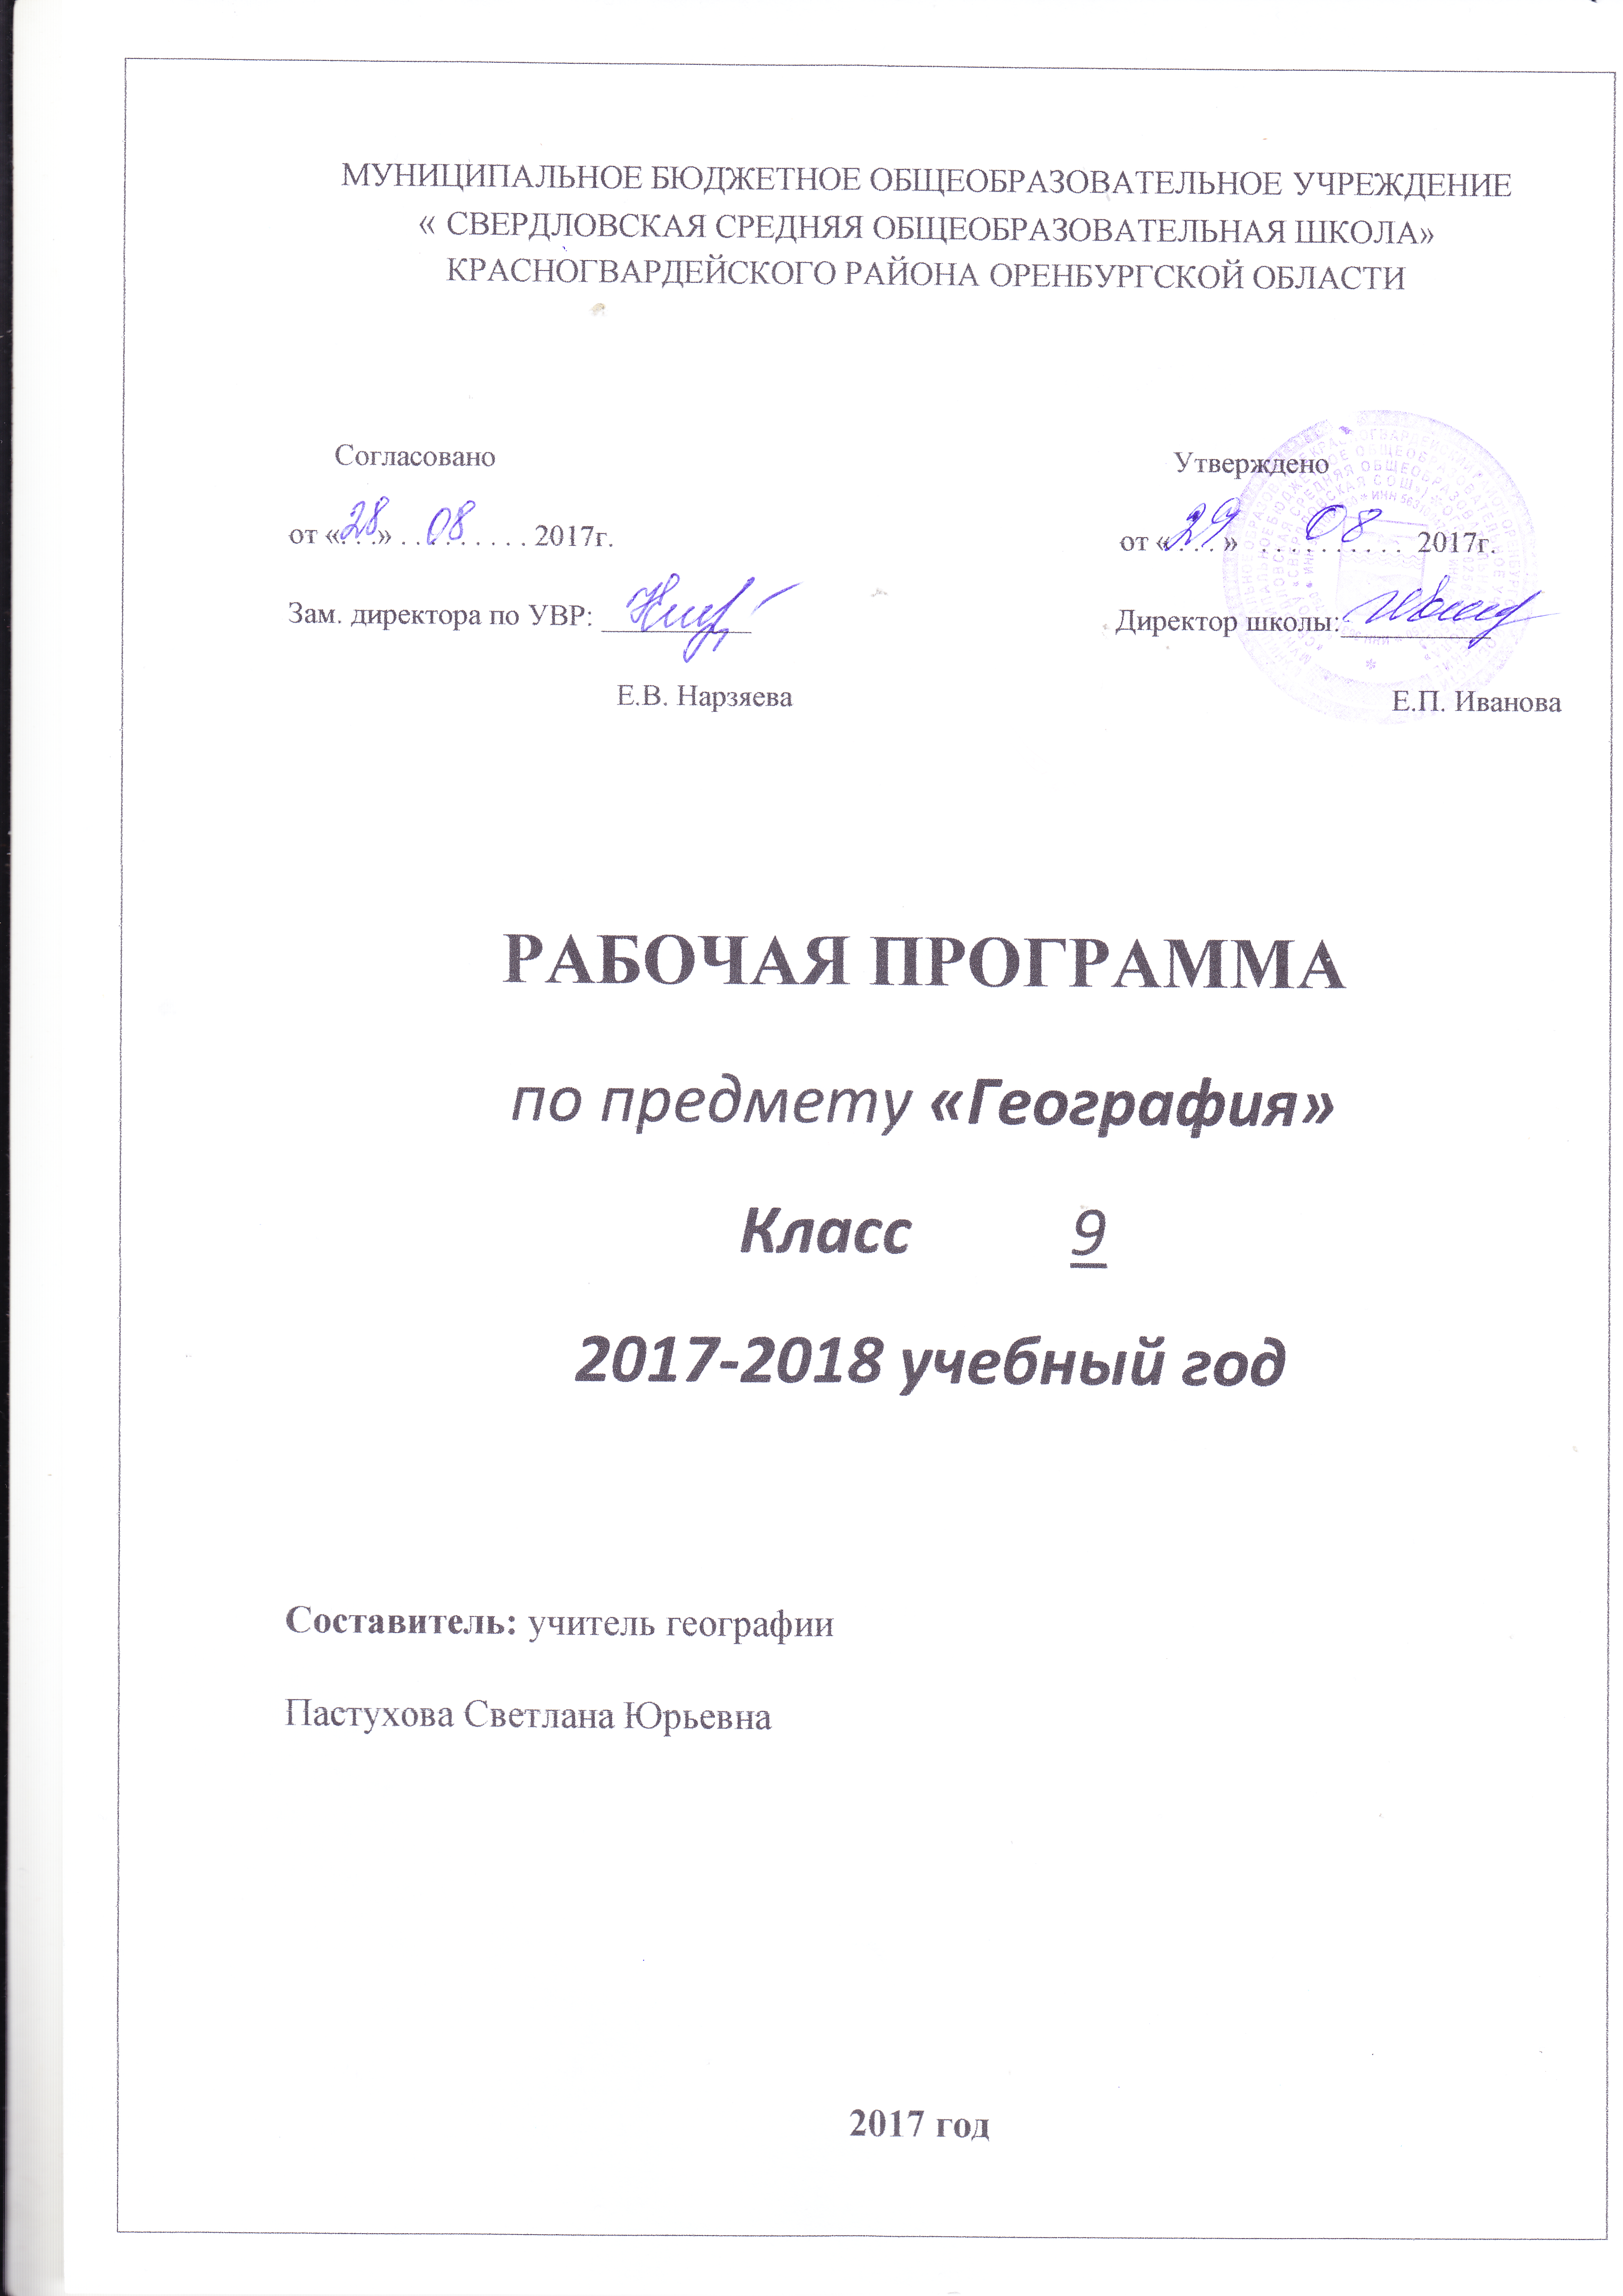 МУНИЦИПАЛЬНОЕ БЮДЖЕТНОЕ ОБЩЕОБРАЗОВАТЕЛЬНОЕ УЧРЕЖДЕНИЕ
« СВЕРДЛОВСКАЯ СРЕДНЯЯ ОБЩЕОБРАЗОВАТЕЛЬНАЯ ШКОЛА»
КРАСНОГВАРДЕЙСКОГО РАЙОНА ОРЕНБУРГСКОЙ ОБЛАСТИ
Согласовано
Утверждено
от «28» 08 2017г.
от «29» 08 2017г.
Зам. директора по УВР:
Директор школы:
Е.В. Нарзяева
Е.П. Иванова
РАБОЧАЯ ПРОГРАММА
по предмету «География»
Класс 9
2017-2018 учебный год
Составитель: учитель географии
Пастухова Светлана Юрьевна
2017 год